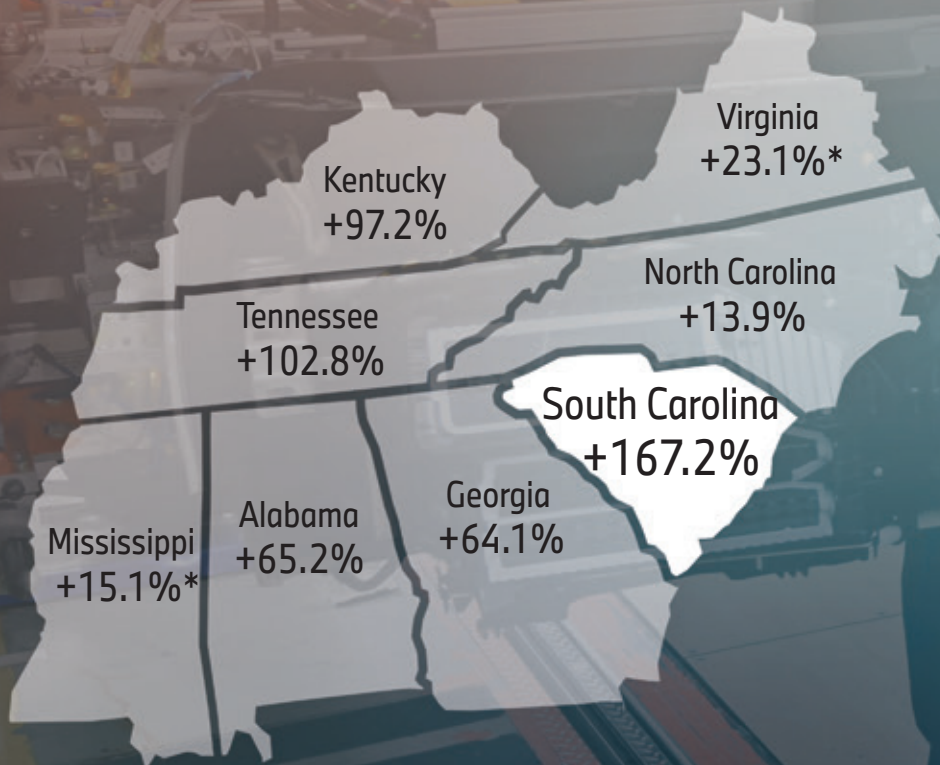 Virginia
+23.1%*
Kentucky
+97.2%
North Carolina
+13.9%
Tennessee
+102.8%
South Carolina
+167.2%
Georgia
+64.1%
Alabama
+65.2%
Mississippi
+15.1%*